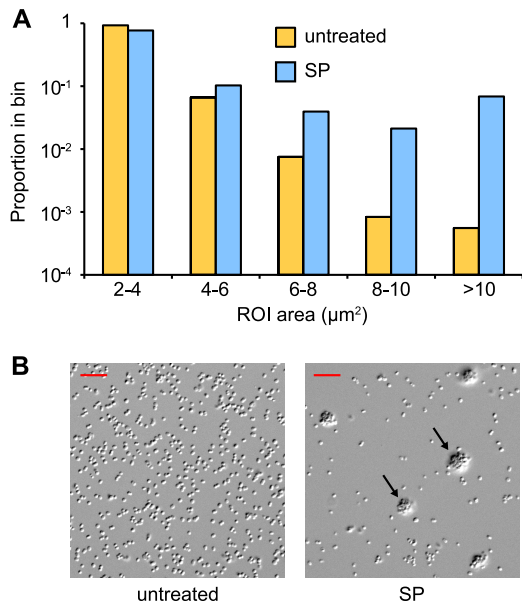 A
Proportion in bin
1
10⁻¹
10⁻²
10⁻³
10⁻⁴
untreated
SP
2-4 4-6 6-8 8-10 >10
ROI area (μm²)
B
untreated SP